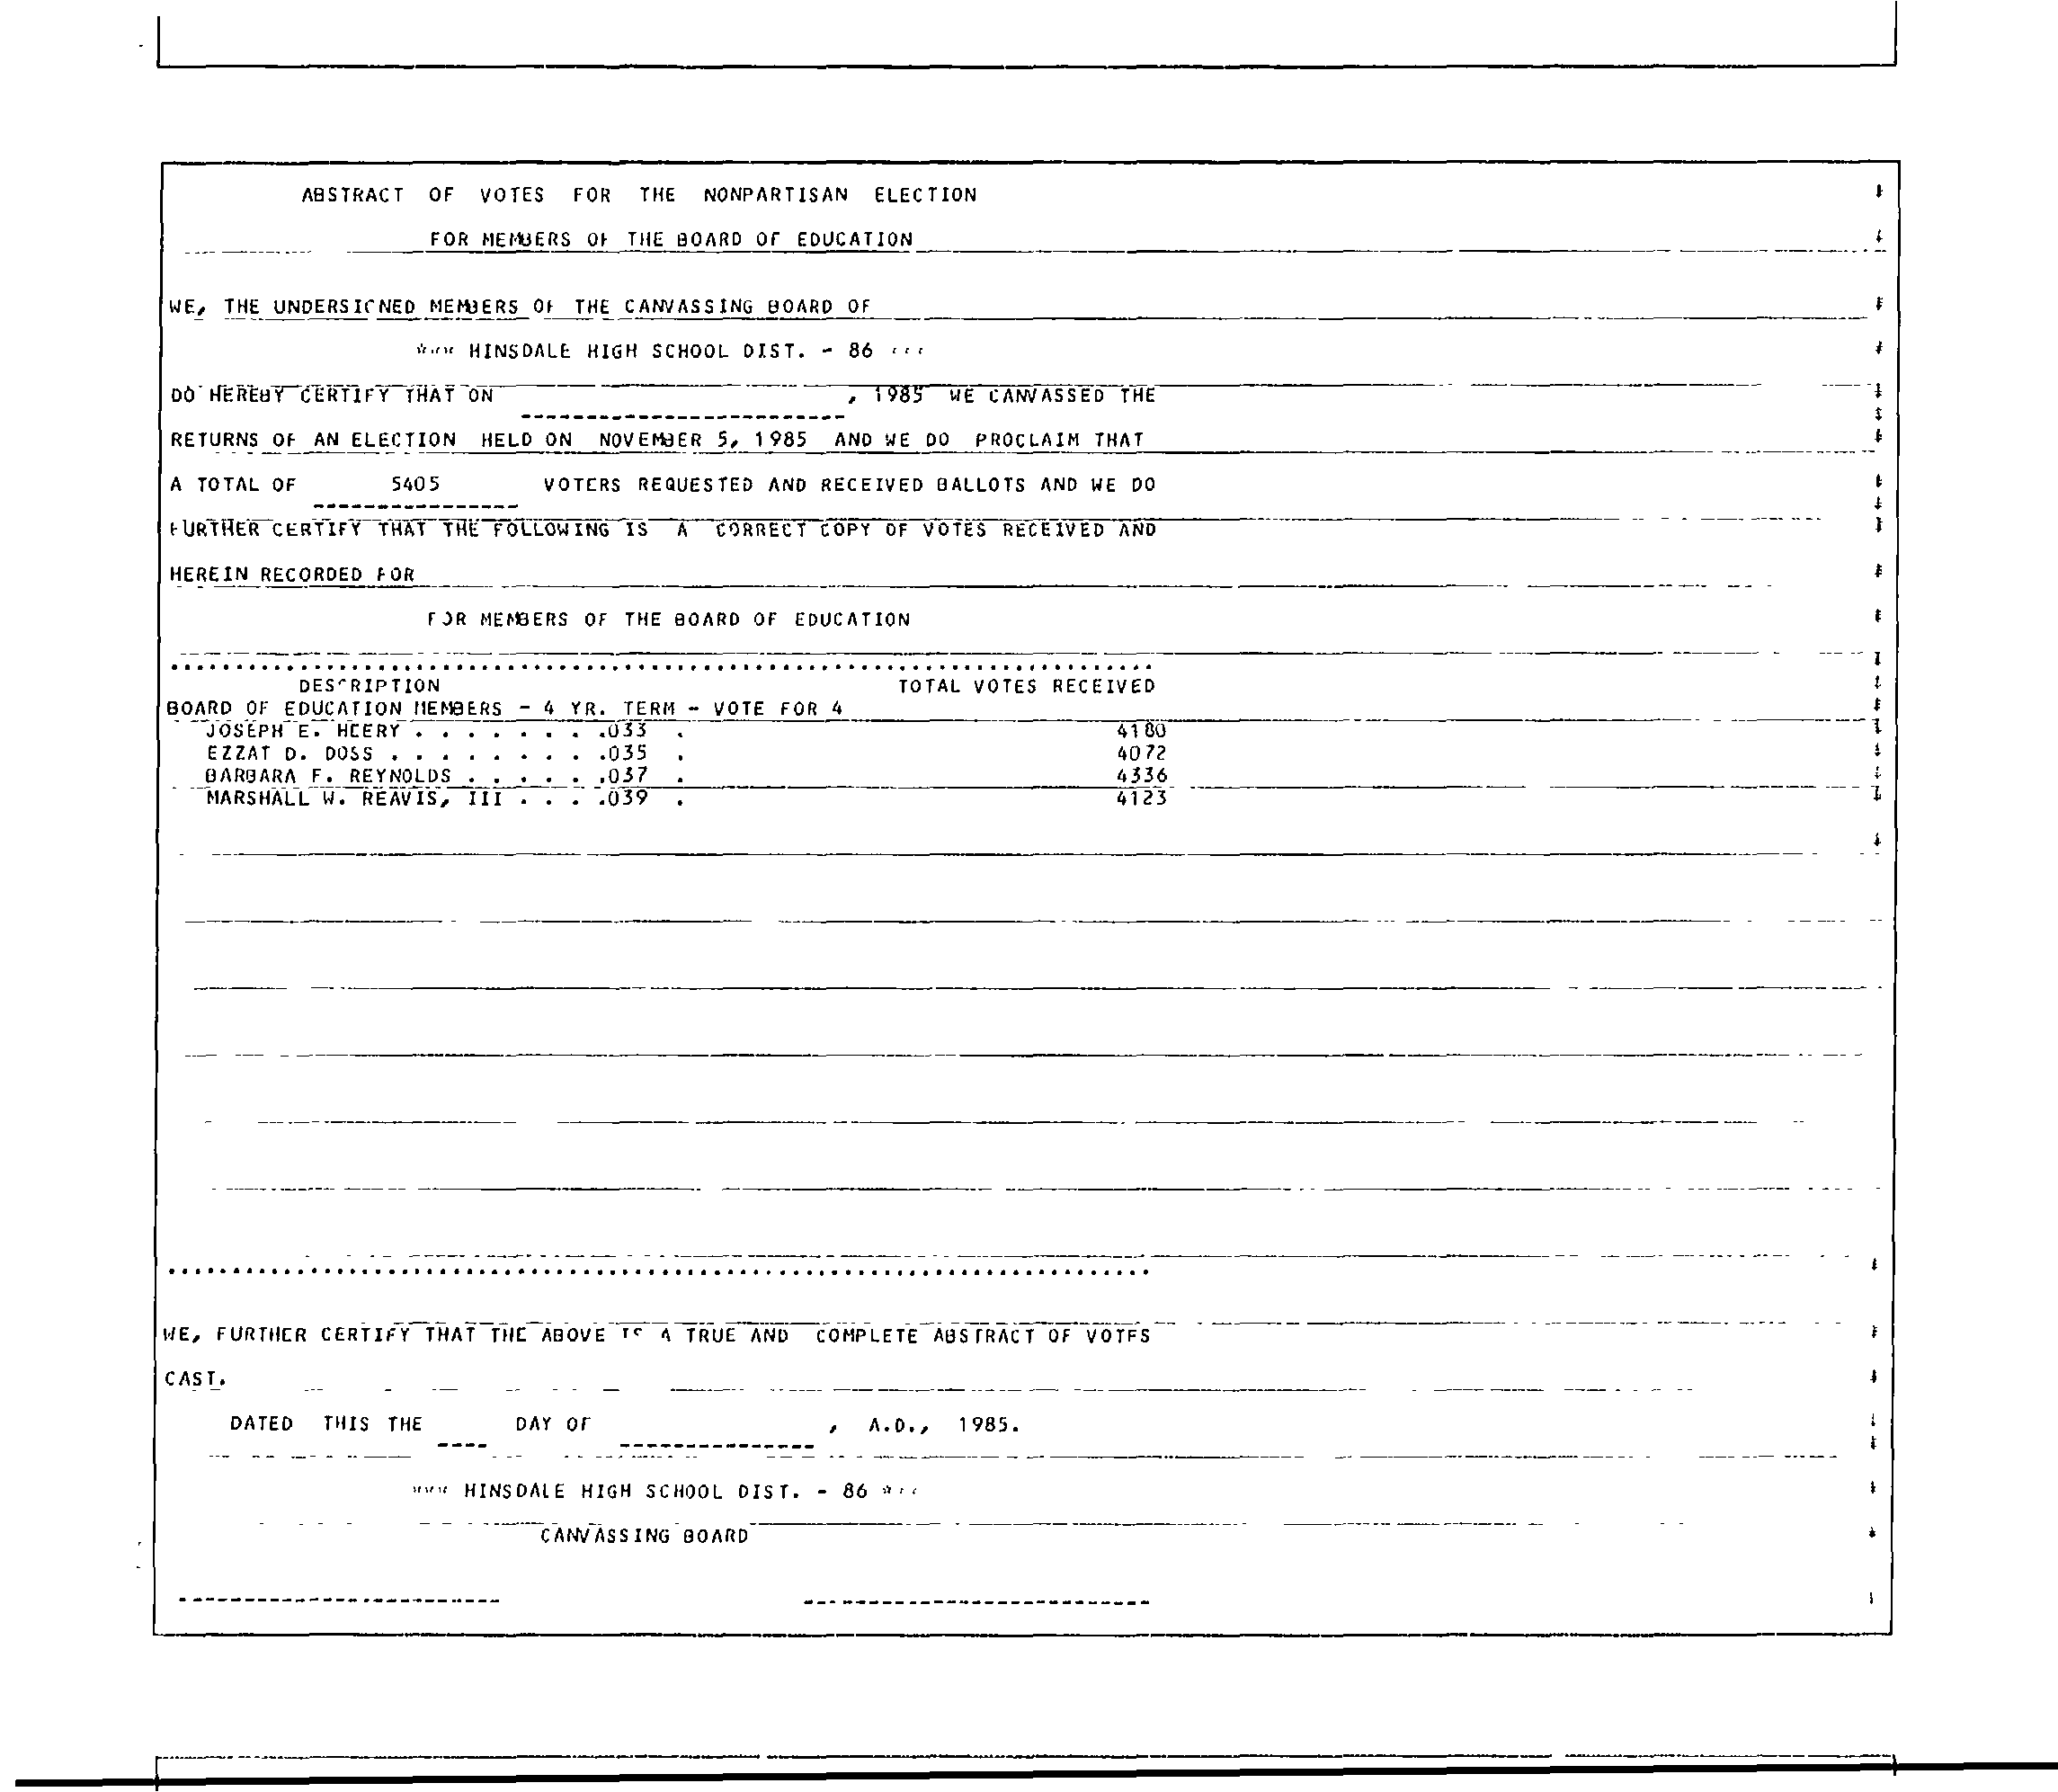 ABSTRACT OF VOTES FOR THE NONPARTISAN ELECTION
FOR MEMBERS OF THE BOARD OF EDUCATION
WE, THE UNDERSIGNED MEMBERS OF THE CANVASSING BOARD OF
*** HINSDALE HIGH SCHOOL DIST. - 86 ***
DO HEREBY CERTIFY THAT ON , 1985 WE CANVASSED THE
RETURNS OF AN ELECTION HELD ON NOVEMBER 5, 1985 AND WE DO PROCLAIM THAT
A TOTAL OF 5405 VOTERS REQUESTED AND RECEIVED BALLOTS AND WE DO
FURTHER CERTIFY THAT THE FOLLOWING IS A CORRECT COPY OF VOTES RECEIVED AND
HEREIN RECORDED FOR
FOR MEMBERS OF THE BOARD OF EDUCATION
DESCRIPTION TOTAL VOTES RECEIVED
BOARD OF EDUCATION MEMBERS - 4 YR. TERM - VOTE FOR 4
JOSEPH E. HEERY . . . . . . . .033 . 4180
EZZAT D. DOSS . . . . . . . . .035 . 4072
BARBARA F. REYNOLDS . . . . . .037 . 4336
MARSHALL W. REAVIS, III . . . .039 . 4123
WE, FURTHER CERTIFY THAT THE ABOVE IS A TRUE AND COMPLETE ABSTRACT OF VOTES
CAST.
DATED THIS THE DAY OF , A.D., 1985.
*** HINSDALE HIGH SCHOOL DIST. - 86 ***
CANVASSING BOARD